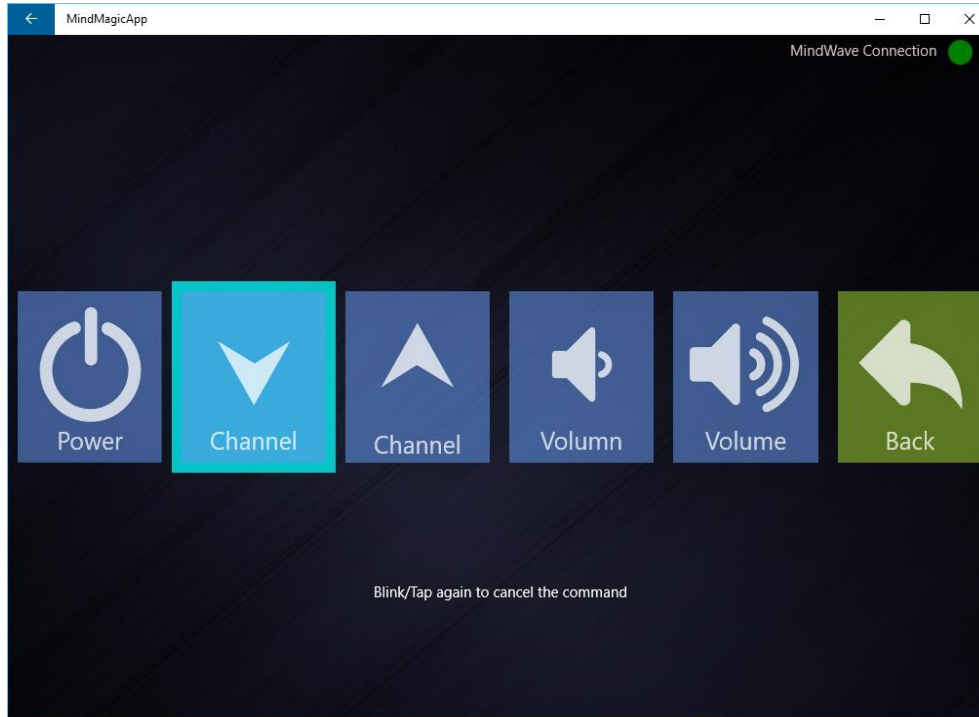 MindMagicApp
MindWave Connection
Power
Channel
Channel
Volumn
Volume
Back
Blink/Tap again to cancel the command